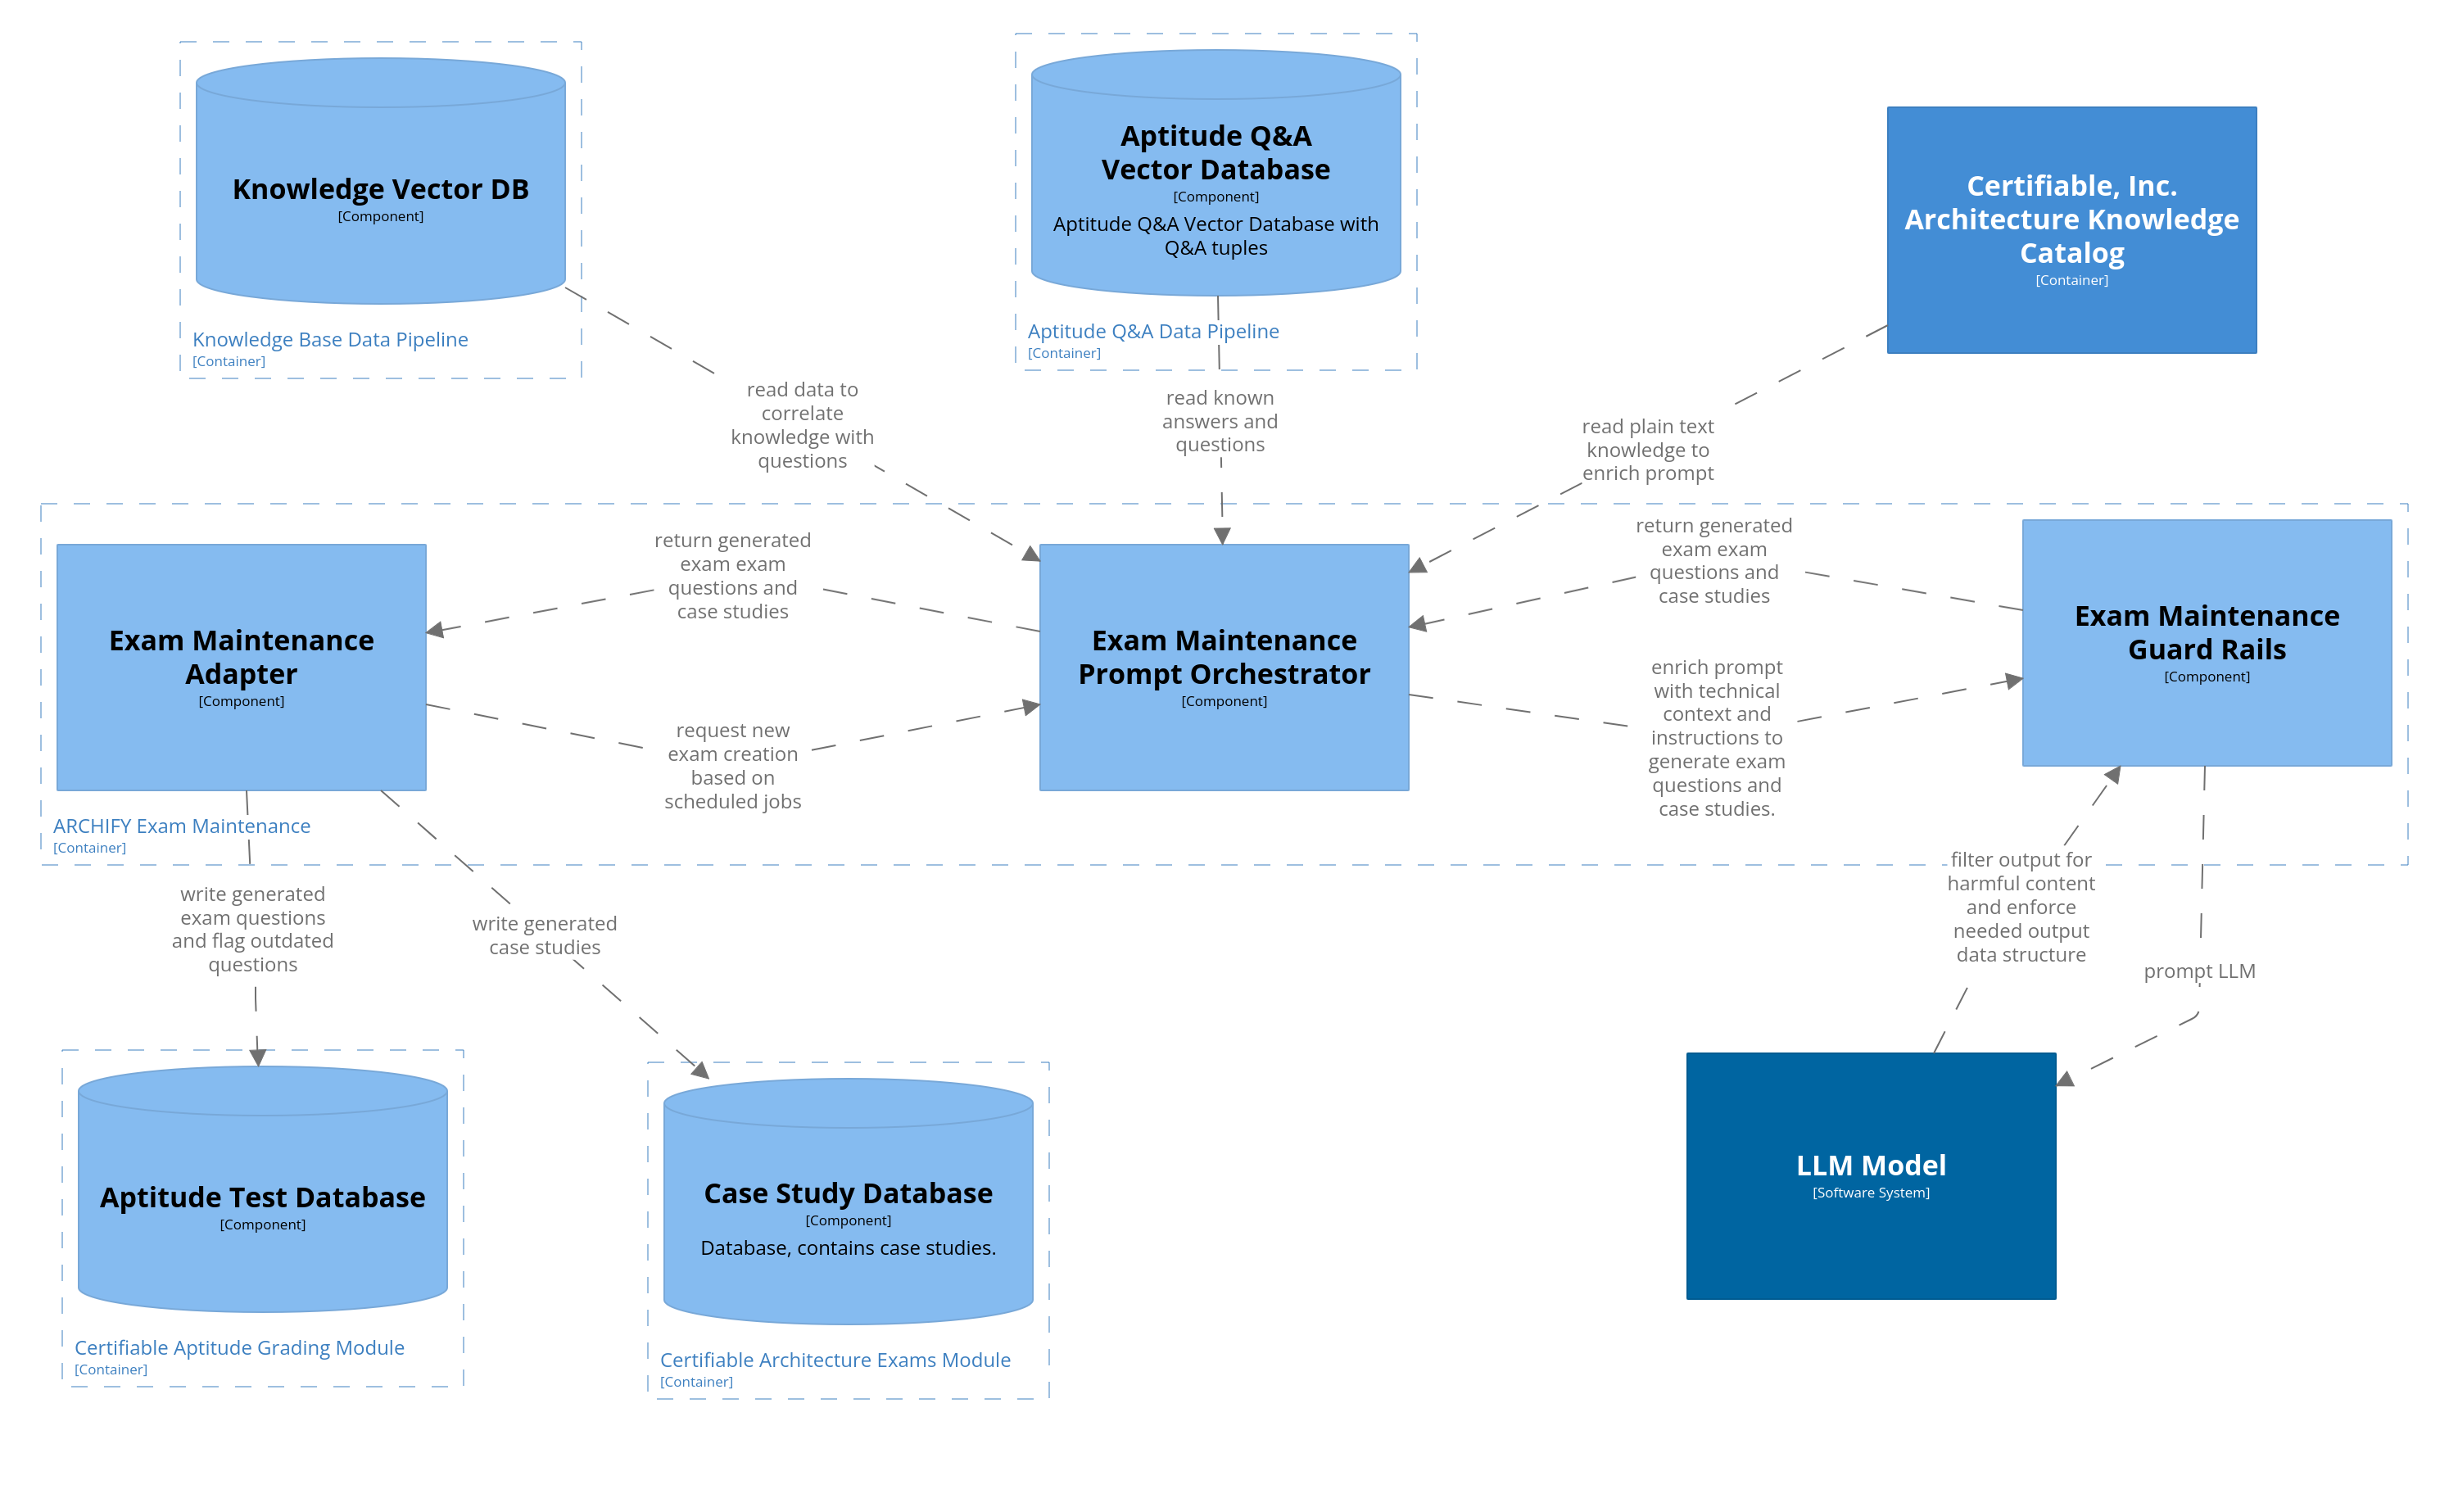 Knowledge Vector DB
[Component]
Knowledge Base Data Pipeline
[Container]
Aptitude Q&A
Vector Database
[Component]
Aptitude Q&A Vector Database with
Q&A tuples
Aptitude Q&A Data Pipeline
[Container]
Certifiable, Inc.
Architecture Knowledge
Catalog
[Container]
read data to
correlate
knowledge with
questions
read known
answers and
questions
read plain text
knowledge to
enrich prompt
Exam Maintenance
Adapter
[Component]
return generated
exam exam
questions and
case studies
request new
exam creation
based on
scheduled jobs
Exam Maintenance
Prompt Orchestrator
[Component]
return generated
exam exam
questions and
case studies
enrich prompt
with technical
context and
instructions to
generate exam
questions and
case studies.
Exam Maintenance
Guard Rails
[Component]
ARCHIFY Exam Maintenance
[Container]
write generated
exam questions
and flag outdated
questions
write generated
case studies
filter output for
harmful content
and enforce
needed output
data structure
prompt LLM
Aptitude Test Database
[Component]
Certifiable Aptitude Grading Module
[Container]
Case Study Database
[Component]
Database, contains case studies.
Certifiable Architecture Exams Module
[Container]
LLM Model
[Software System]